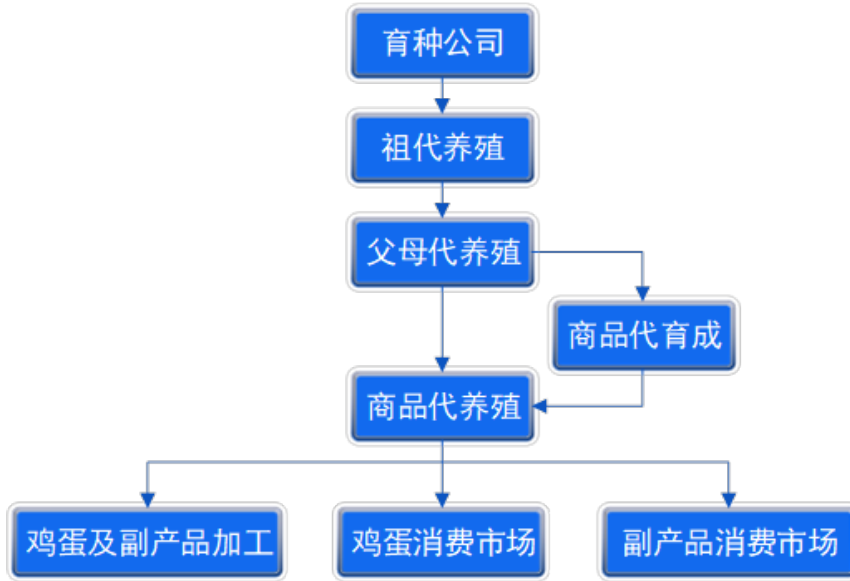 育种公司
祖代养殖
父母代养殖
商品代育成
商品代养殖
鸡蛋及副产品加工
鸡蛋消费市场
副产品消费市场